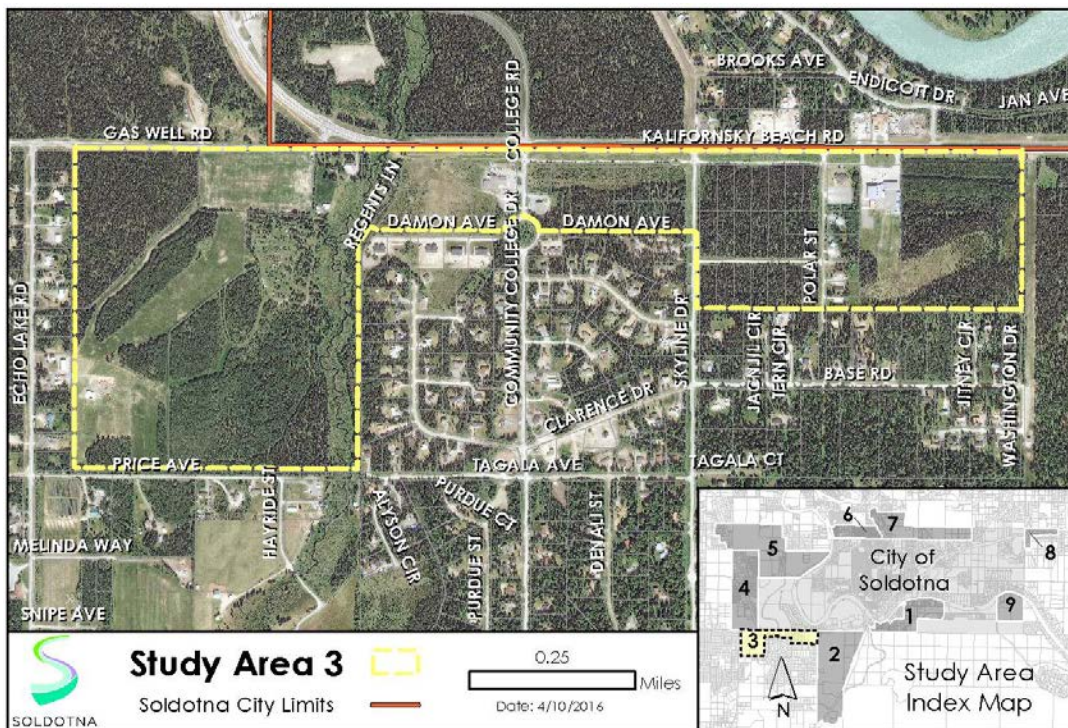 BROOKS AVE
ENDICOTT DR
JAN AVE
GAS WELL RD
COLLEGE RD
KALIFORNSKY BEACH RD
REGENTS LN
DAMON AVE
DAMON AVE
COMMUNITY COLLEGE DR
POLAR ST
ECHO LAKE RD
SKYLINE DR
JAGNJL CIR
TERN CIR
BASE RD
JITNEY CIR
WASHINGTON DR
CLARENCE DR
PRICE AVE
TAGALA AVE
TAGALA CT
HAYRIDE ST
ALYSON CIR
PURDUE CT
PURDUE ST
DENALI ST
MELINDA WAY
SNIPE AVE
SOLDOTNA
Study Area 3
Soldotna City Limits
0.25
Miles
Date: 4/10/2016
6
7
5
City of
Soldotna
8
4
1
9
3
2
N
Study Area
Index Map